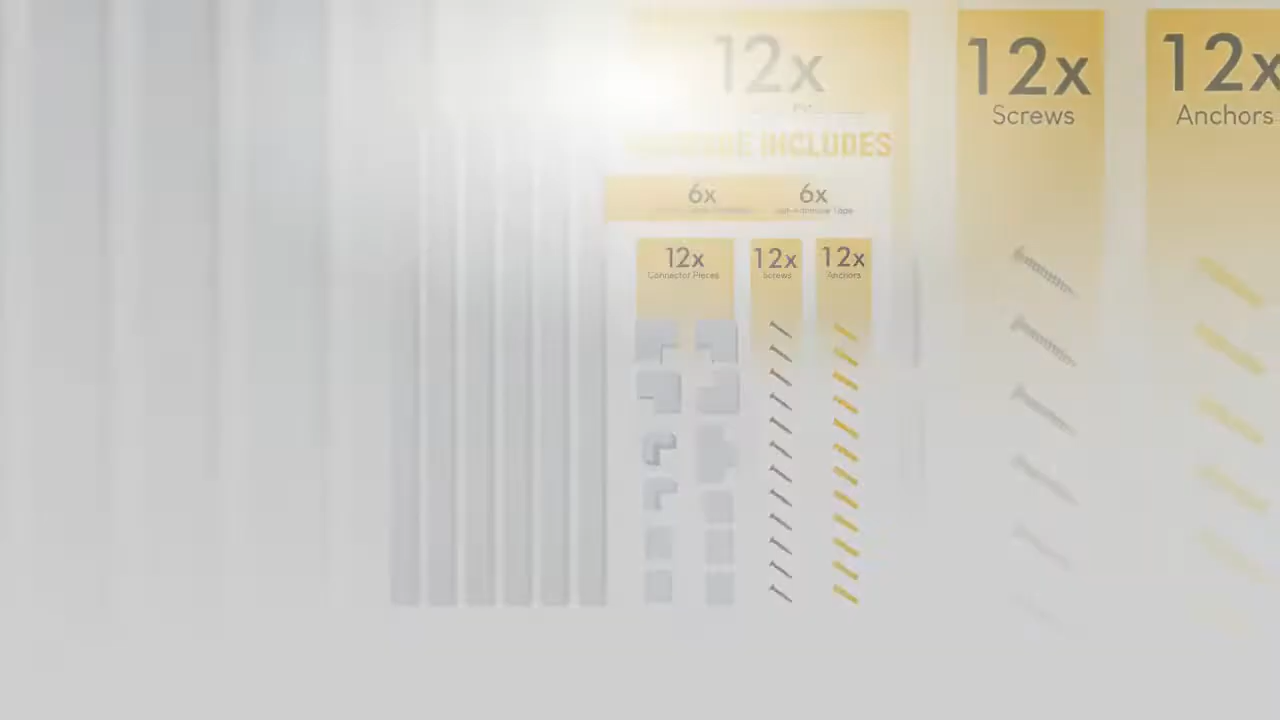 12x
12x
12x
Screws
Anchors
INCLUDES
6x
6x
12x
12x
12x
Connector Pieces
Screws
Anchors